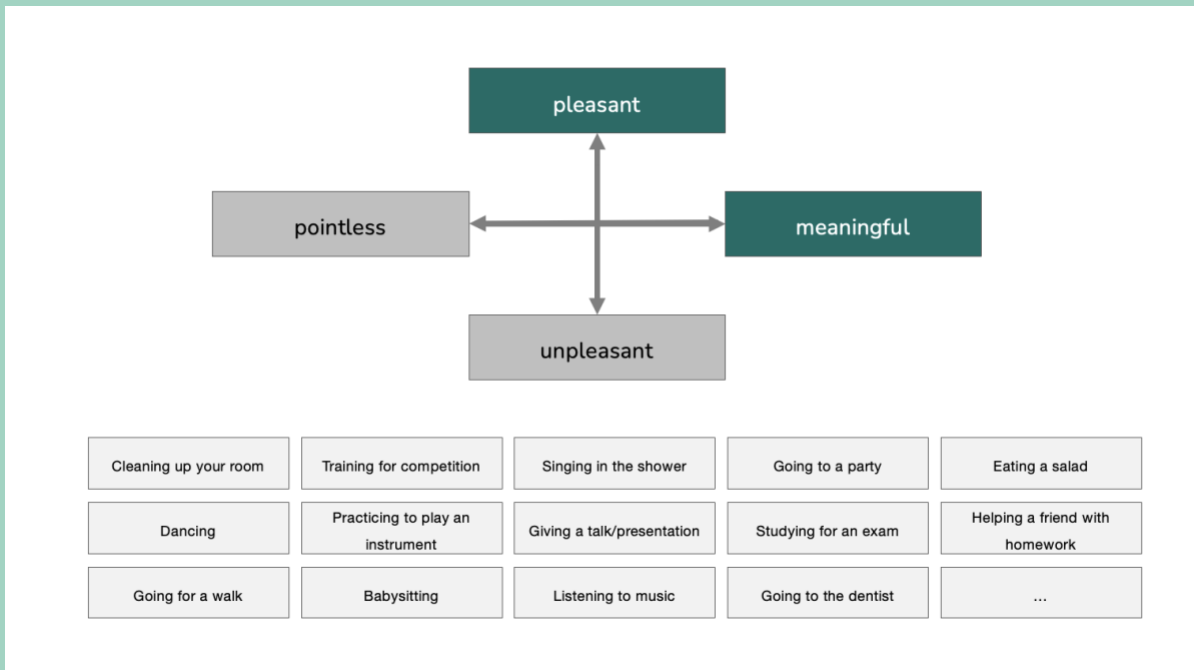 pleasant
pointless
meaningful
unpleasant
Cleaning up your room
Training for competition
Singing in the shower
Going to a party
Eating a salad
Dancing
Practicing to play an
instrument
Giving a talk/presentation
Studying for an exam
Helping a friend with
homework
Going for a walk
Babysitting
Listening to music
Going to the dentist
...